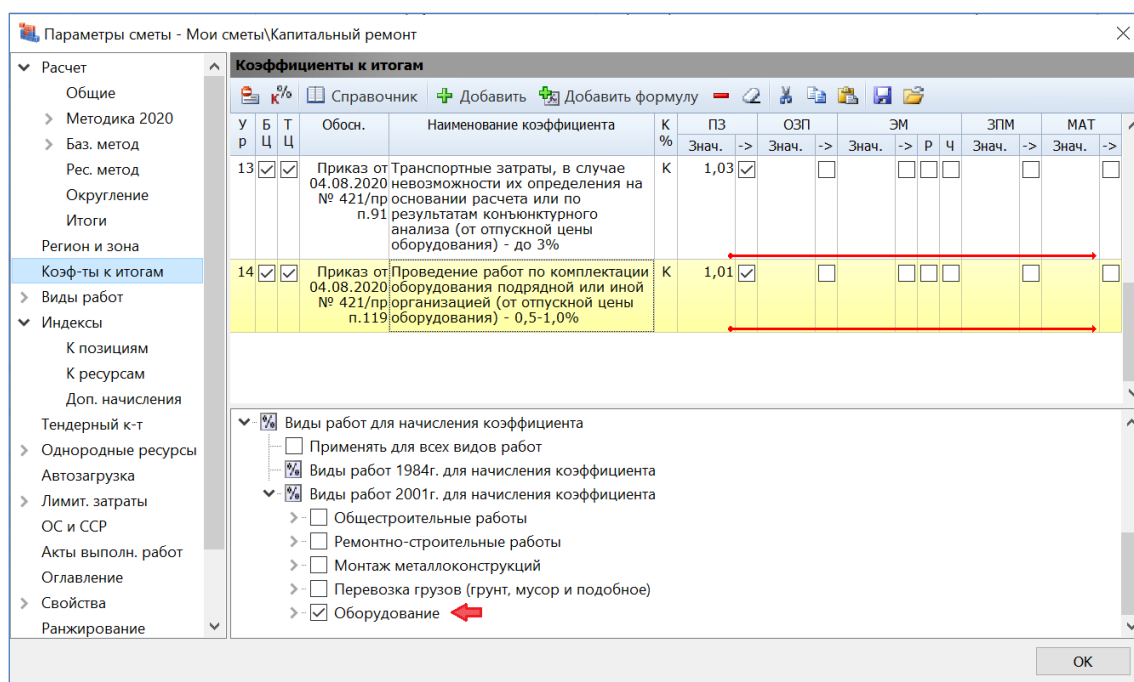 Параметры сметы - Мои сметы\Капитальный ремонт
Расчет
Общие
Методика 2020
Баз. метод
Рес. метод
Округление
Итоги
Регион и зона
Коэф-ты к итогам
Виды работ
Индексы
К позициям
К ресурсам
Доп. начисления
Тендерный к-т
Однородные ресурсы
Автозагрузка
Лимит. затраты
ОС и ССР
Акты выполн. работ
Оглавление
Свойства
Ранжирование
Коэффициенты к итогам
К% Справочник Добавить Добавить формулу
Ур БЦ ТЦ Обосн. Наименование коэффициента К% ПЗ ОЗП ЭМ ЗПМ МАТ
Знач. -> Знач. -> Знач. -> Р Ч Знач. -> Знач. ->
13 Приказ от Транспортные затраты, в случае К 1,03
04.08.2020 невозможности их определения на
№ 421/пр основании расчета или по
п.91 результатам конъюнктурного
анализа (от отпускной цены
оборудования) - до 3%
14 Приказ от Проведение работ по комплектации К 1,01
04.08.2020 оборудования подрядной или иной
№ 421/пр организацией (от отпускной цены
п.119 оборудования) - 0,5-1,0%
Виды работ для начисления коэффициента
Применять для всех видов работ
Виды работ 1984г. для начисления коэффициента
Виды работ 2001г. для начисления коэффициента
Общестроительные работы
Ремонтно-строительные работы
Монтаж металлоконструкций
Перевозка грузов (грунт, мусор и подобное)
Оборудование
ОК